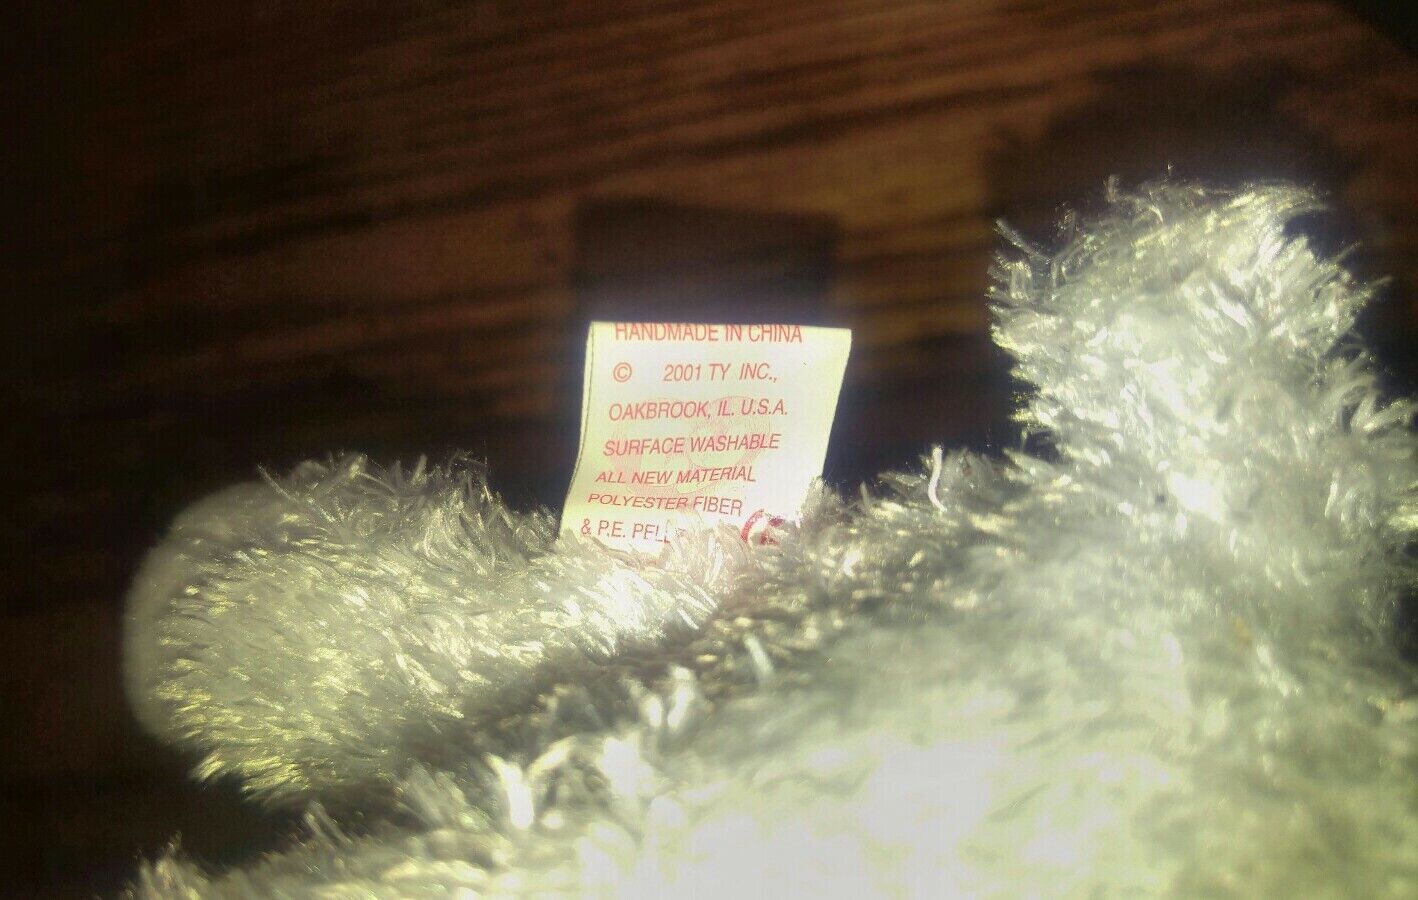 HANDMADE IN CHINA
© 2001 TY INC.,
OAKBROOK, IL. U.S.A.
SURFACE WASHABLE
ALL NEW MATERIAL
POLYESTER FIBER
& P.E.